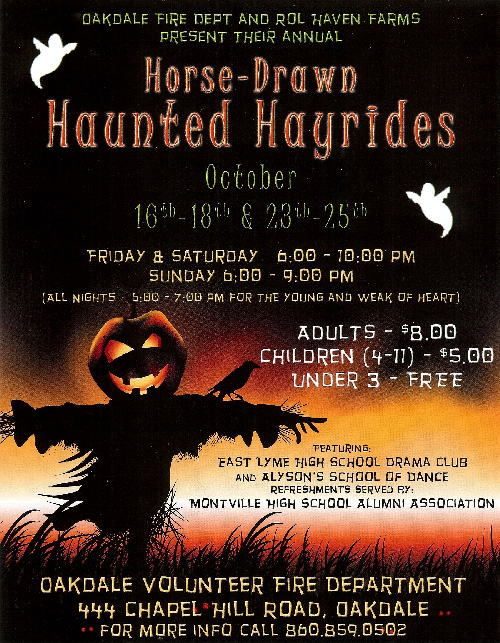 OAKDALE FIRE DEPT AND ROL HAVEN FARMS
PRESENT THEIR ANNUAL
Horse-Drawn
Haunted Hayrides
October
16th-18th & 23th-25th
FRIDAY & SATURDAY 6:00 - 10:00 PM
SUNDAY 6:00 - 9:00 PM
(ALL NIGHTS - 6:00 - 7:00 PM FOR THE YOUNG AND WEAK OF HEART)
ADULTS - $8.00
CHILDREN (4-11) - $5.00
UNDER 3 - FREE
FEATURING:
EAST LYME HIGH SCHOOL DRAMA CLUB
AND ALYSON'S SCHOOL OF DANCE
REFRESHMENTS SERVED BY:
MONTVILLE HIGH SCHOOL ALUMNI ASSOCIATION
OAKDALE VOLUNTEER FIRE DEPARTMENT
444 CHAPEL HILL ROAD, OAKDALE
FOR MORE INFO CALL 860.859.0502